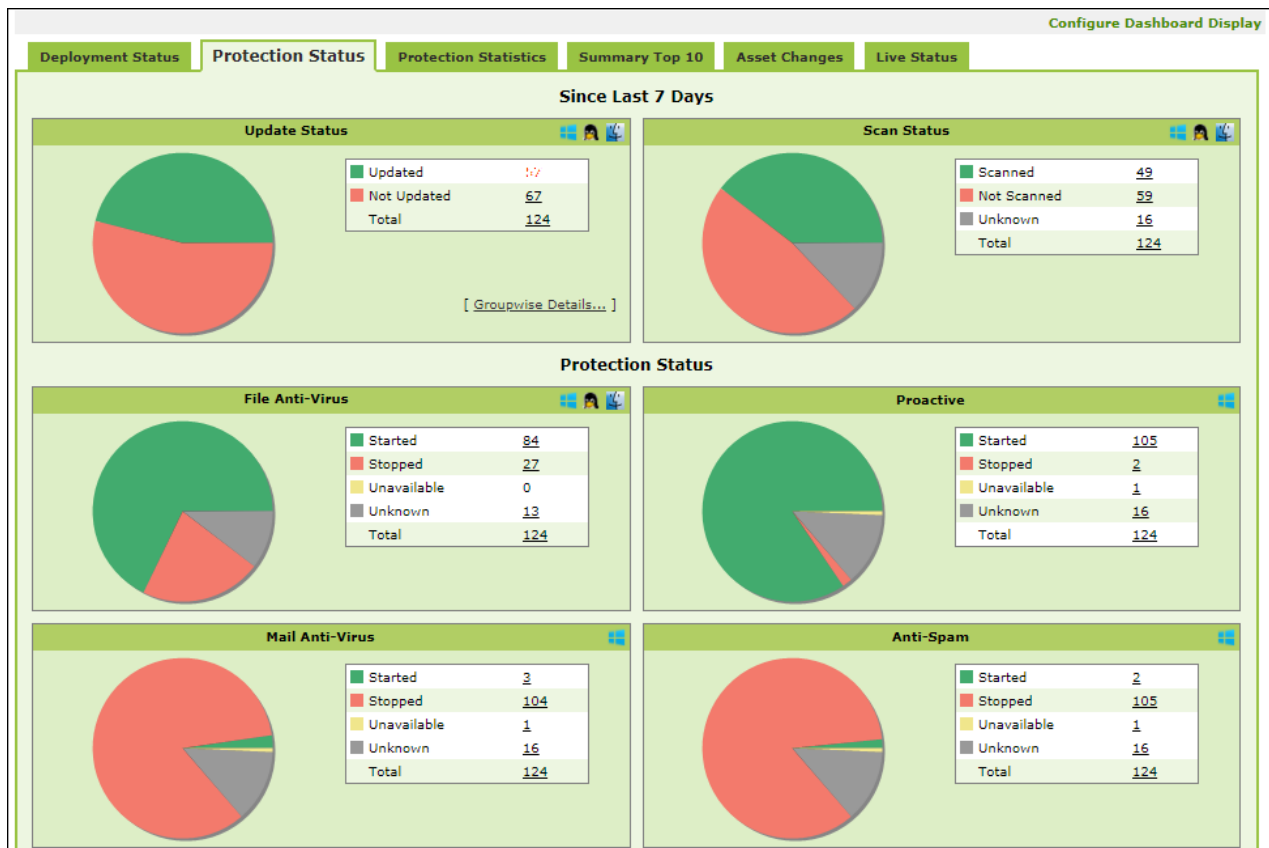 Configure Dashboard Display
Deployment Status Protection Status Protection Statistics Summary Top 10 Asset Changes Live Status
Since Last 7 Days
Update Status
Updated
Not Updated 67
Total 124
[ Groupwise Details... ]
Scan Status
Scanned 49
Not Scanned 59
Unknown 16
Total 124
Protection Status
File Anti-Virus
Started 84
Stopped 27
Unavailable 0
Unknown 13
Total 124
Proactive
Started 105
Stopped 2
Unavailable 1
Unknown 16
Total 124
Mail Anti-Virus
Started 3
Stopped 104
Unavailable 1
Unknown 16
Total 124
Anti-Spam
Started 2
Stopped 105
Unavailable 1
Unknown 16
Total 124